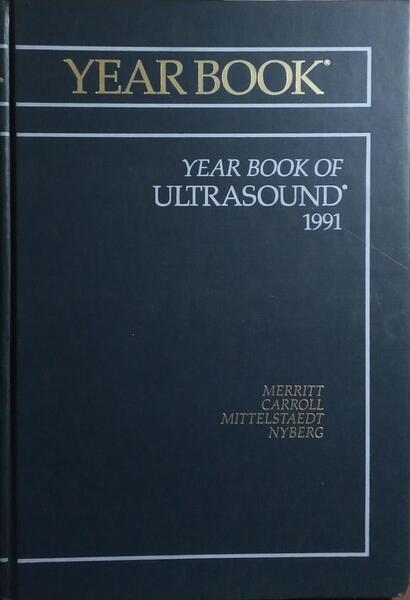 YEAR BOOK®
YEAR BOOK OF
ULTRASOUND®
1991
MERRITT
CARROLL
MITTELSTAEDT
NYBERG